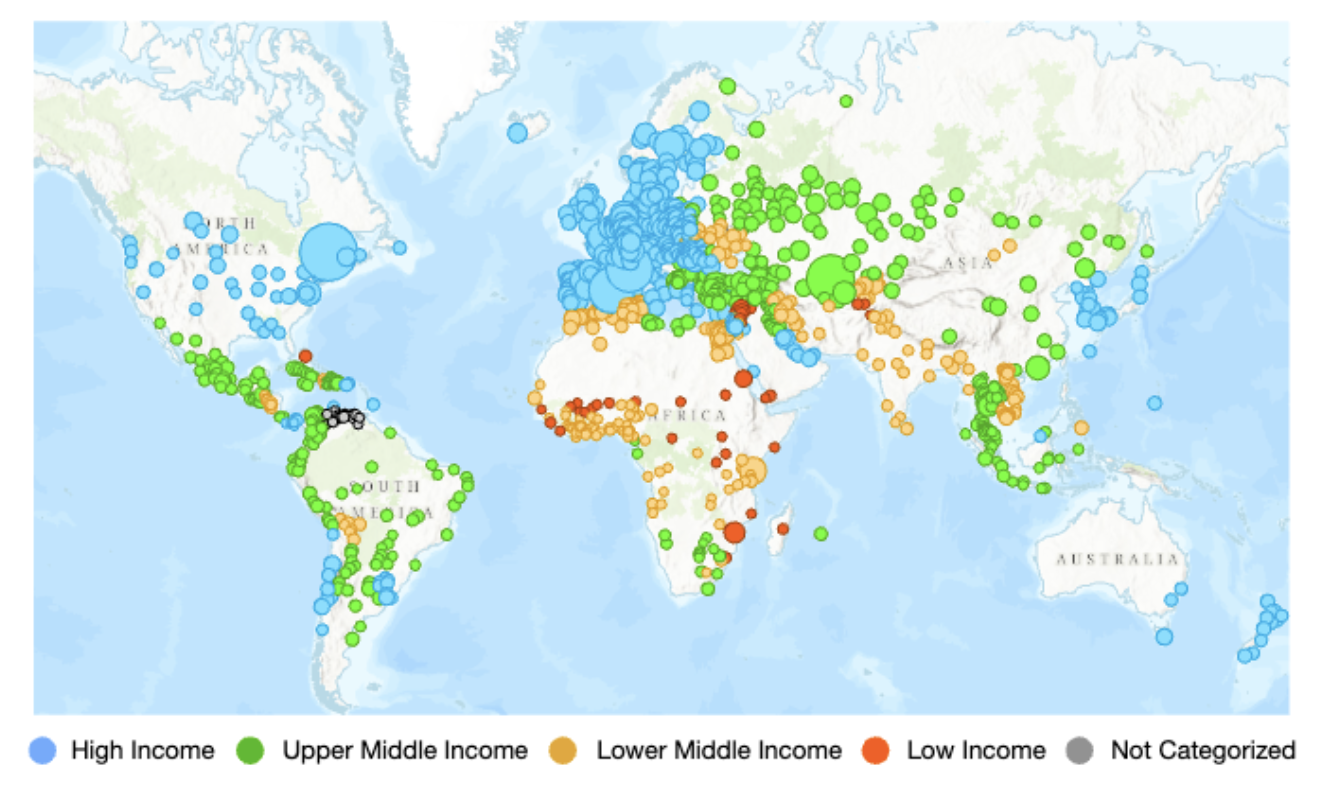 NORTH
AMERICA
ASIA
AFRICA
SOUTH
AMERICA
AUSTRALIA
High Income
Upper Middle Income
Lower Middle Income
Low Income
Not Categorized